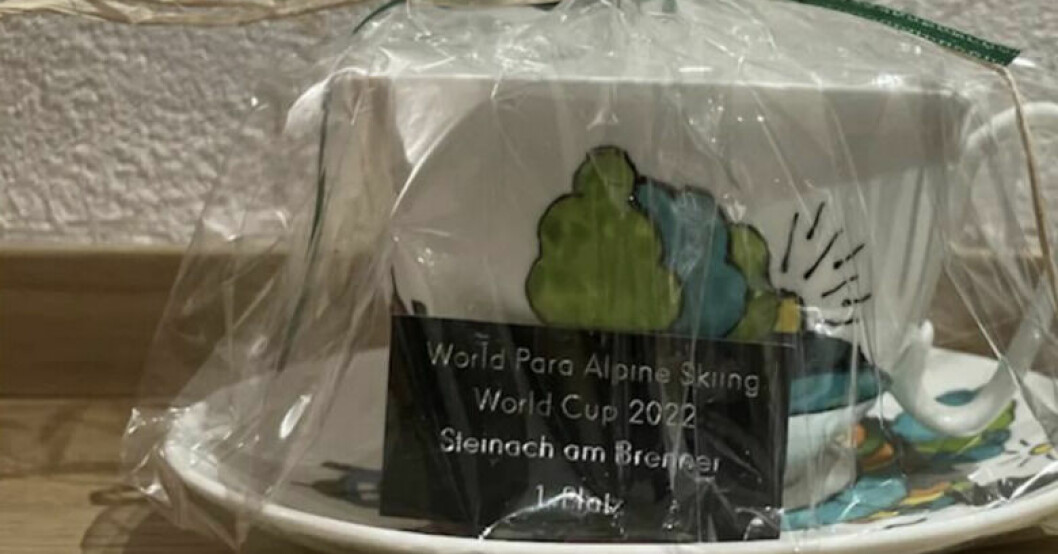 World Para Alpine Skiing
World Cup 2022
Steinach am Brenner
1. Platz